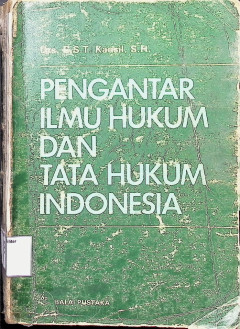 Drs. C.S.T. Kansil, S.H.
PENGANTAR
ILMU HUKUM
DAN
TATA HUKUM
INDONESIA
BALAI PUSTAKA